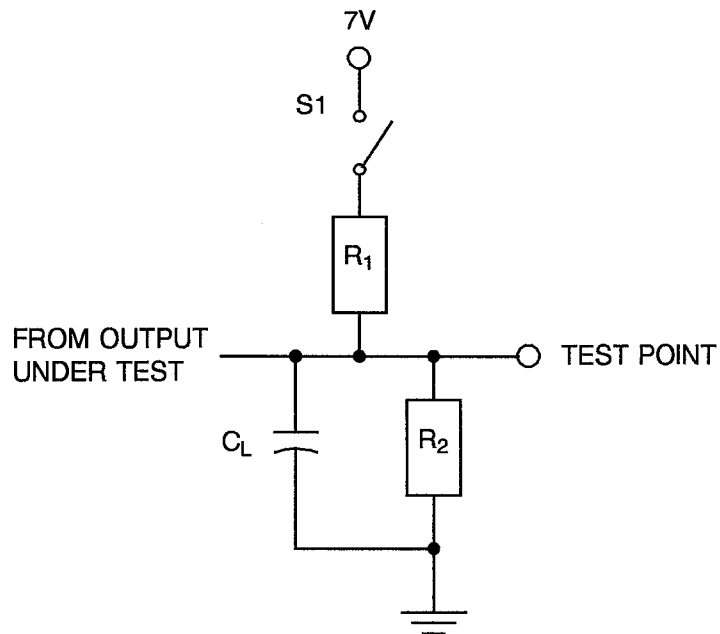 7V
S1
R1
FROM OUTPUT
UNDER TEST
TEST POINT
CL
R2